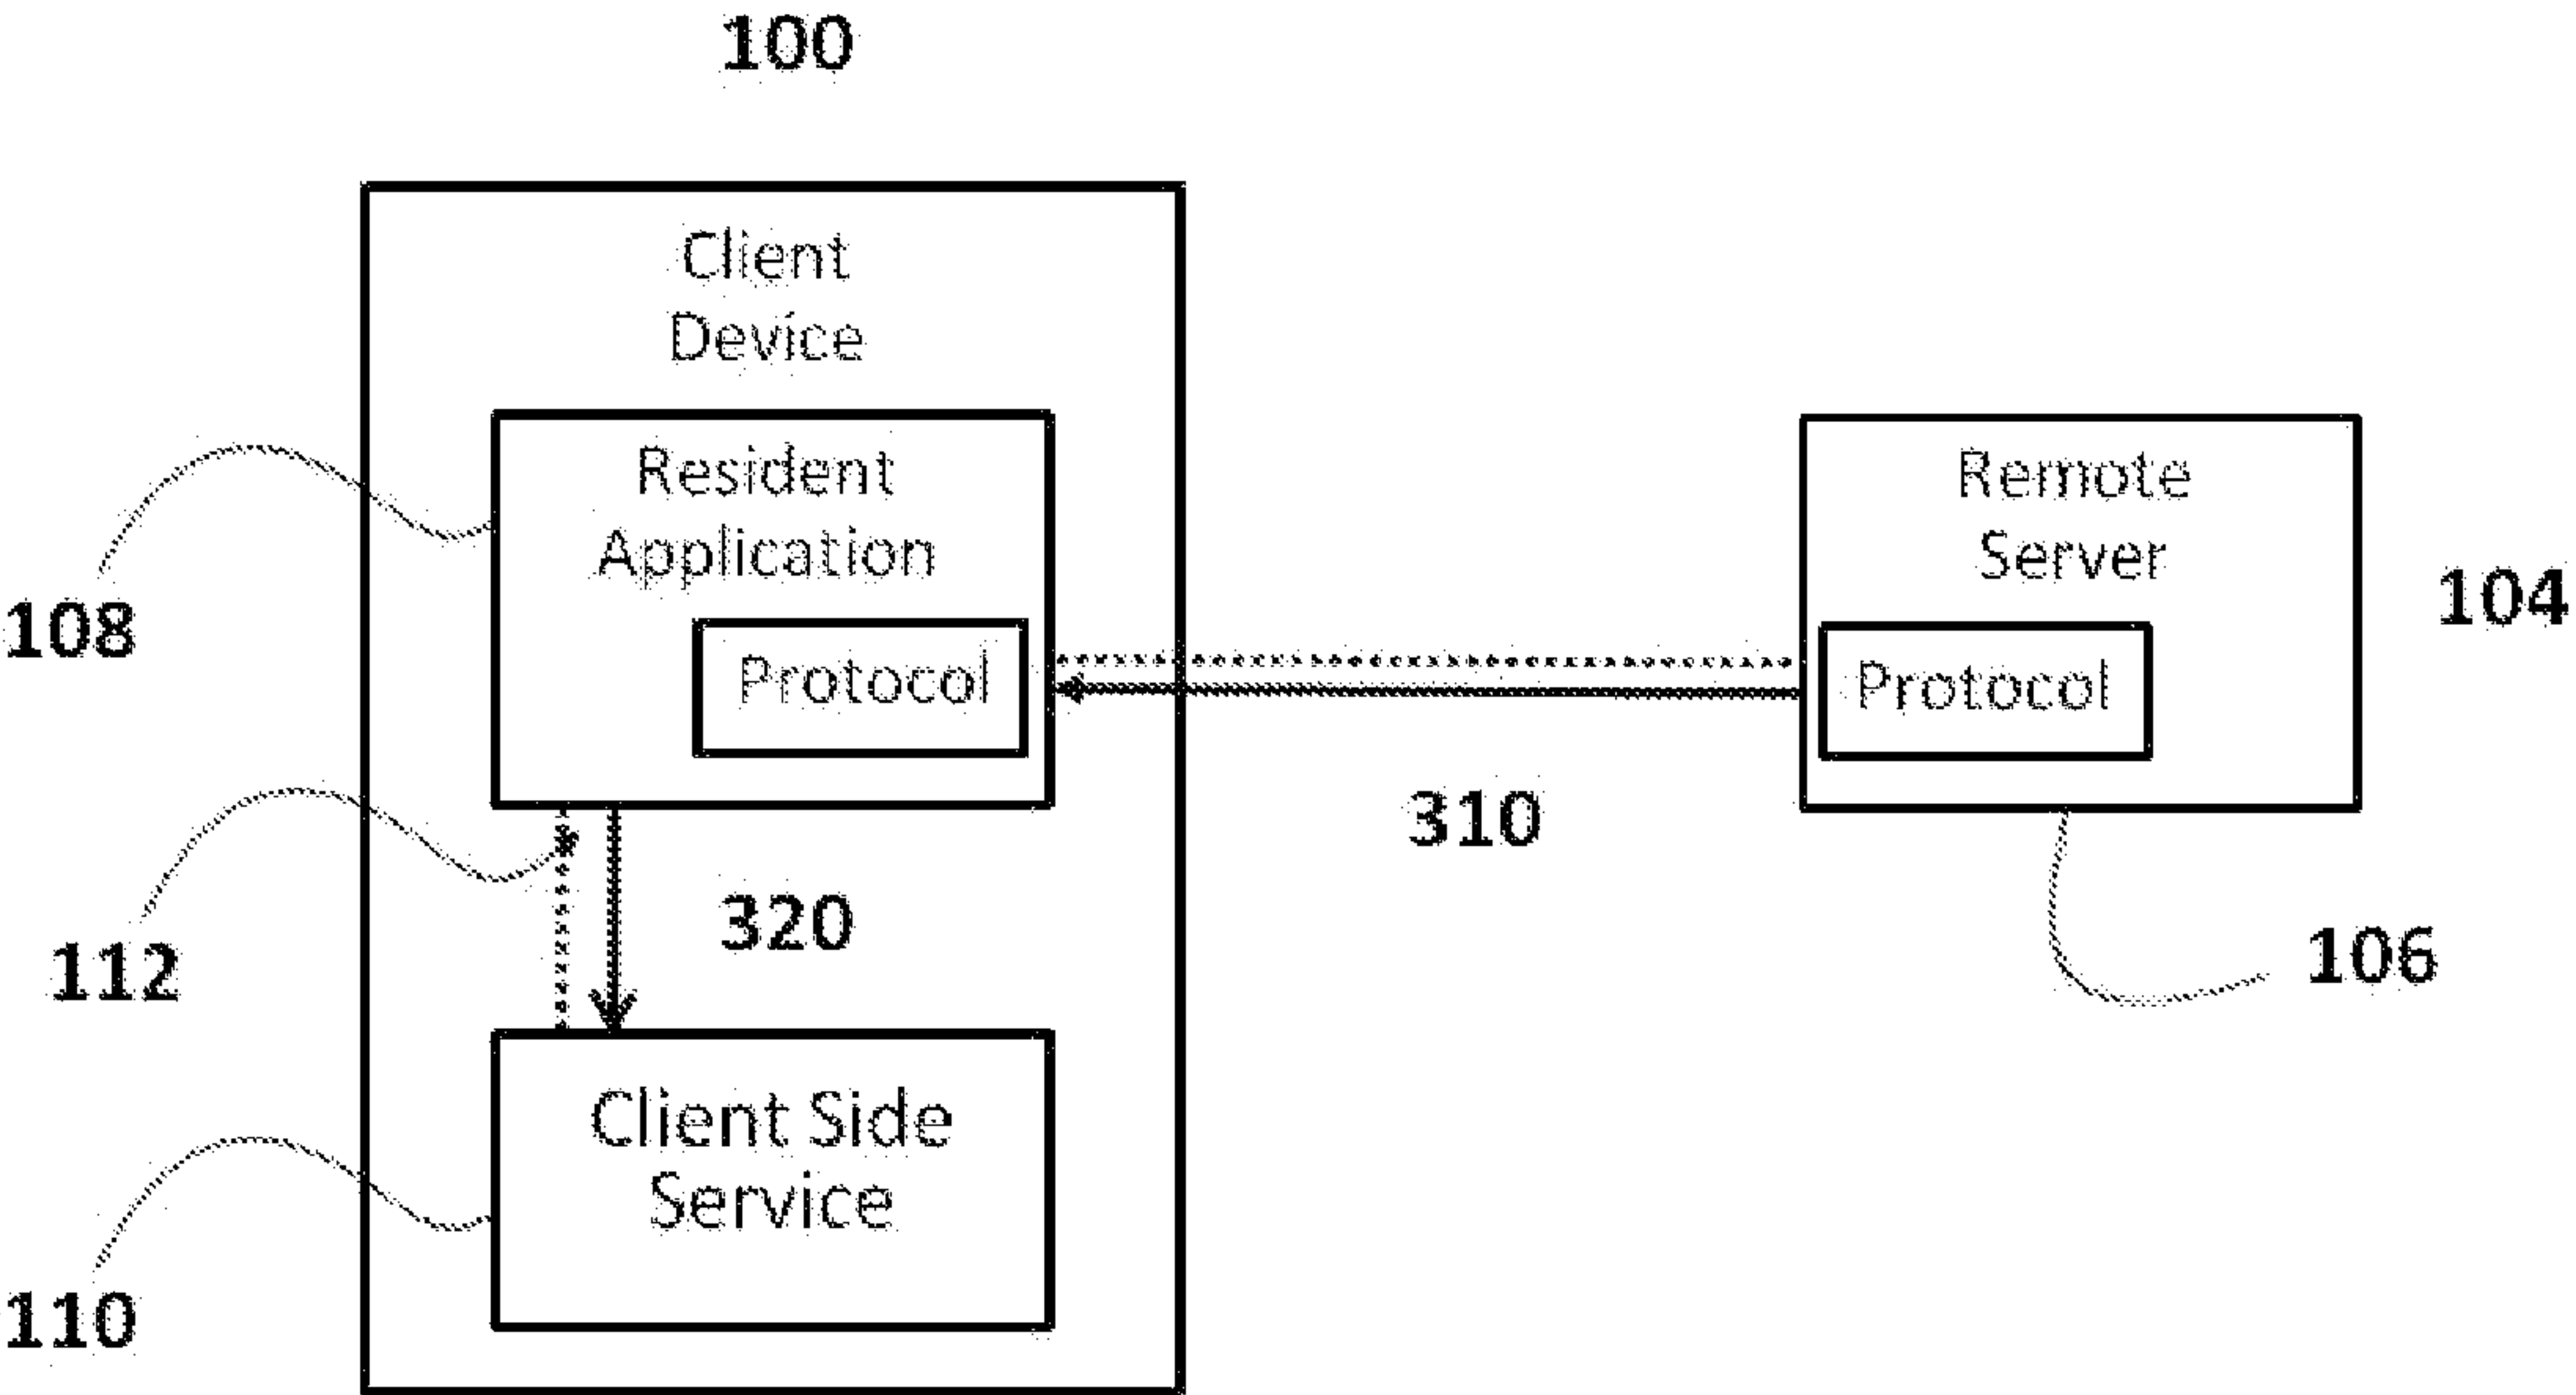 100
Client
Device
Resident
Application
Protocol
108
112
320
Client Side
Service
110
310
Remote
Server
Protocol
104
106